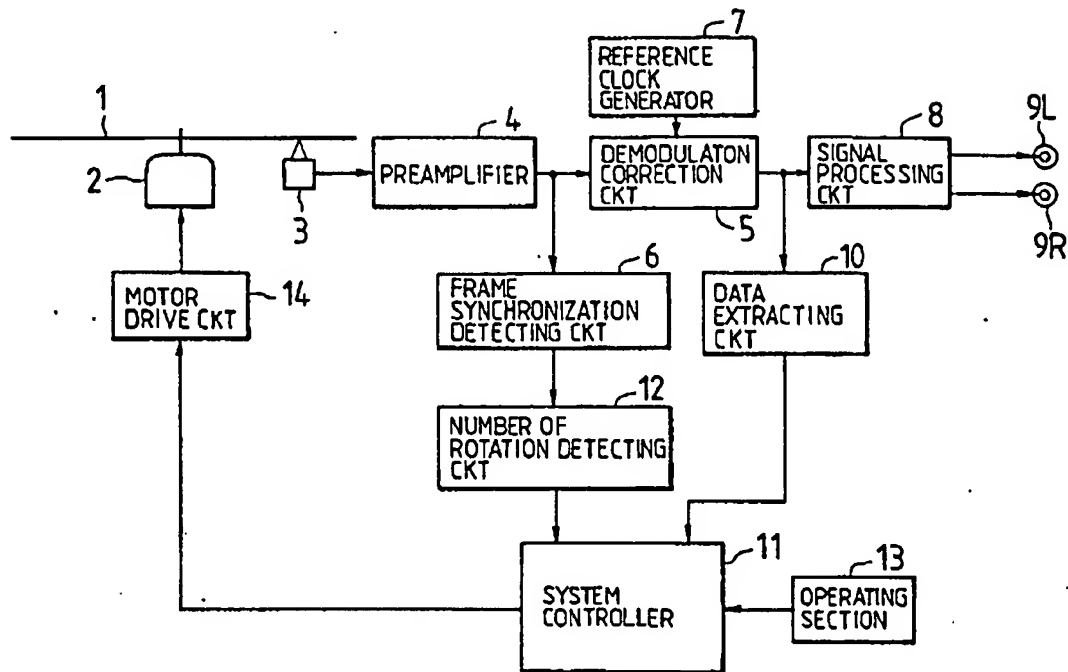 7
REFERENCE
CLOCK
GENERATOR
1
4
8
9L
2
3
PREAMPLIFIER
DEMODULATON
CORRECTION
CKT
5
SIGNAL
PROCESSING
CKT
9R
14
MOTOR
DRIVE CKT
6
FRAME
SYNCHRONIZATION
DETECTING CKT
10
DATA
EXTRACTING
CKT
12
NUMBER OF
ROTATION DETECTING
CKT
11
SYSTEM
CONTROLLER
13
OPERATING
SECTION